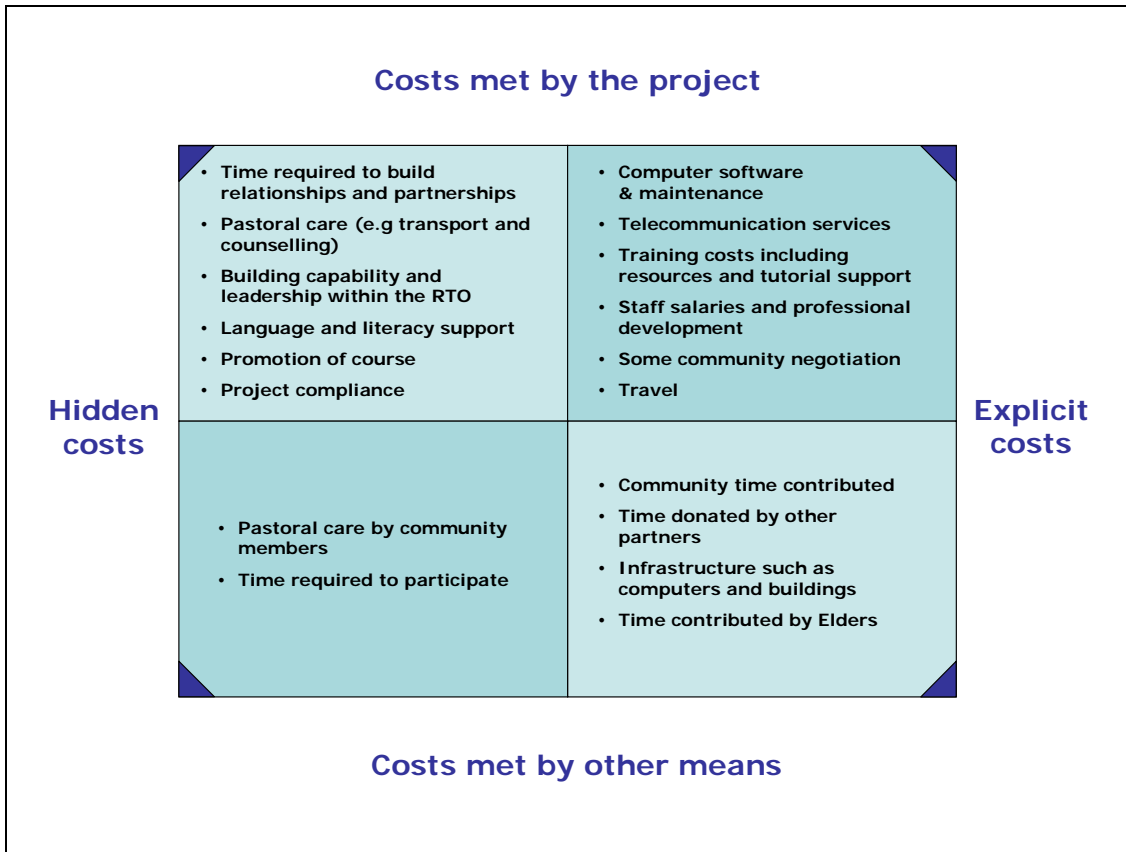 Costs met by the project
• Time required to build
relationships and partnerships
• Pastoral care (e.g transport and
counselling)
• Building capability and
leadership within the RTO
• Language and literacy support
• Promotion of course
• Project compliance
• Computer software
& maintenance
• Telecommunication services
• Training costs including
resources and tutorial support
• Staff salaries and professional
development
• Some community negotiation
• Travel
Hidden
costs
Explicit
costs
• Pastoral care by community
members
• Time required to participate
• Community time contributed
• Time donated by other
partners
• Infrastructure such as
computers and buildings
• Time contributed by Elders
Costs met by other means